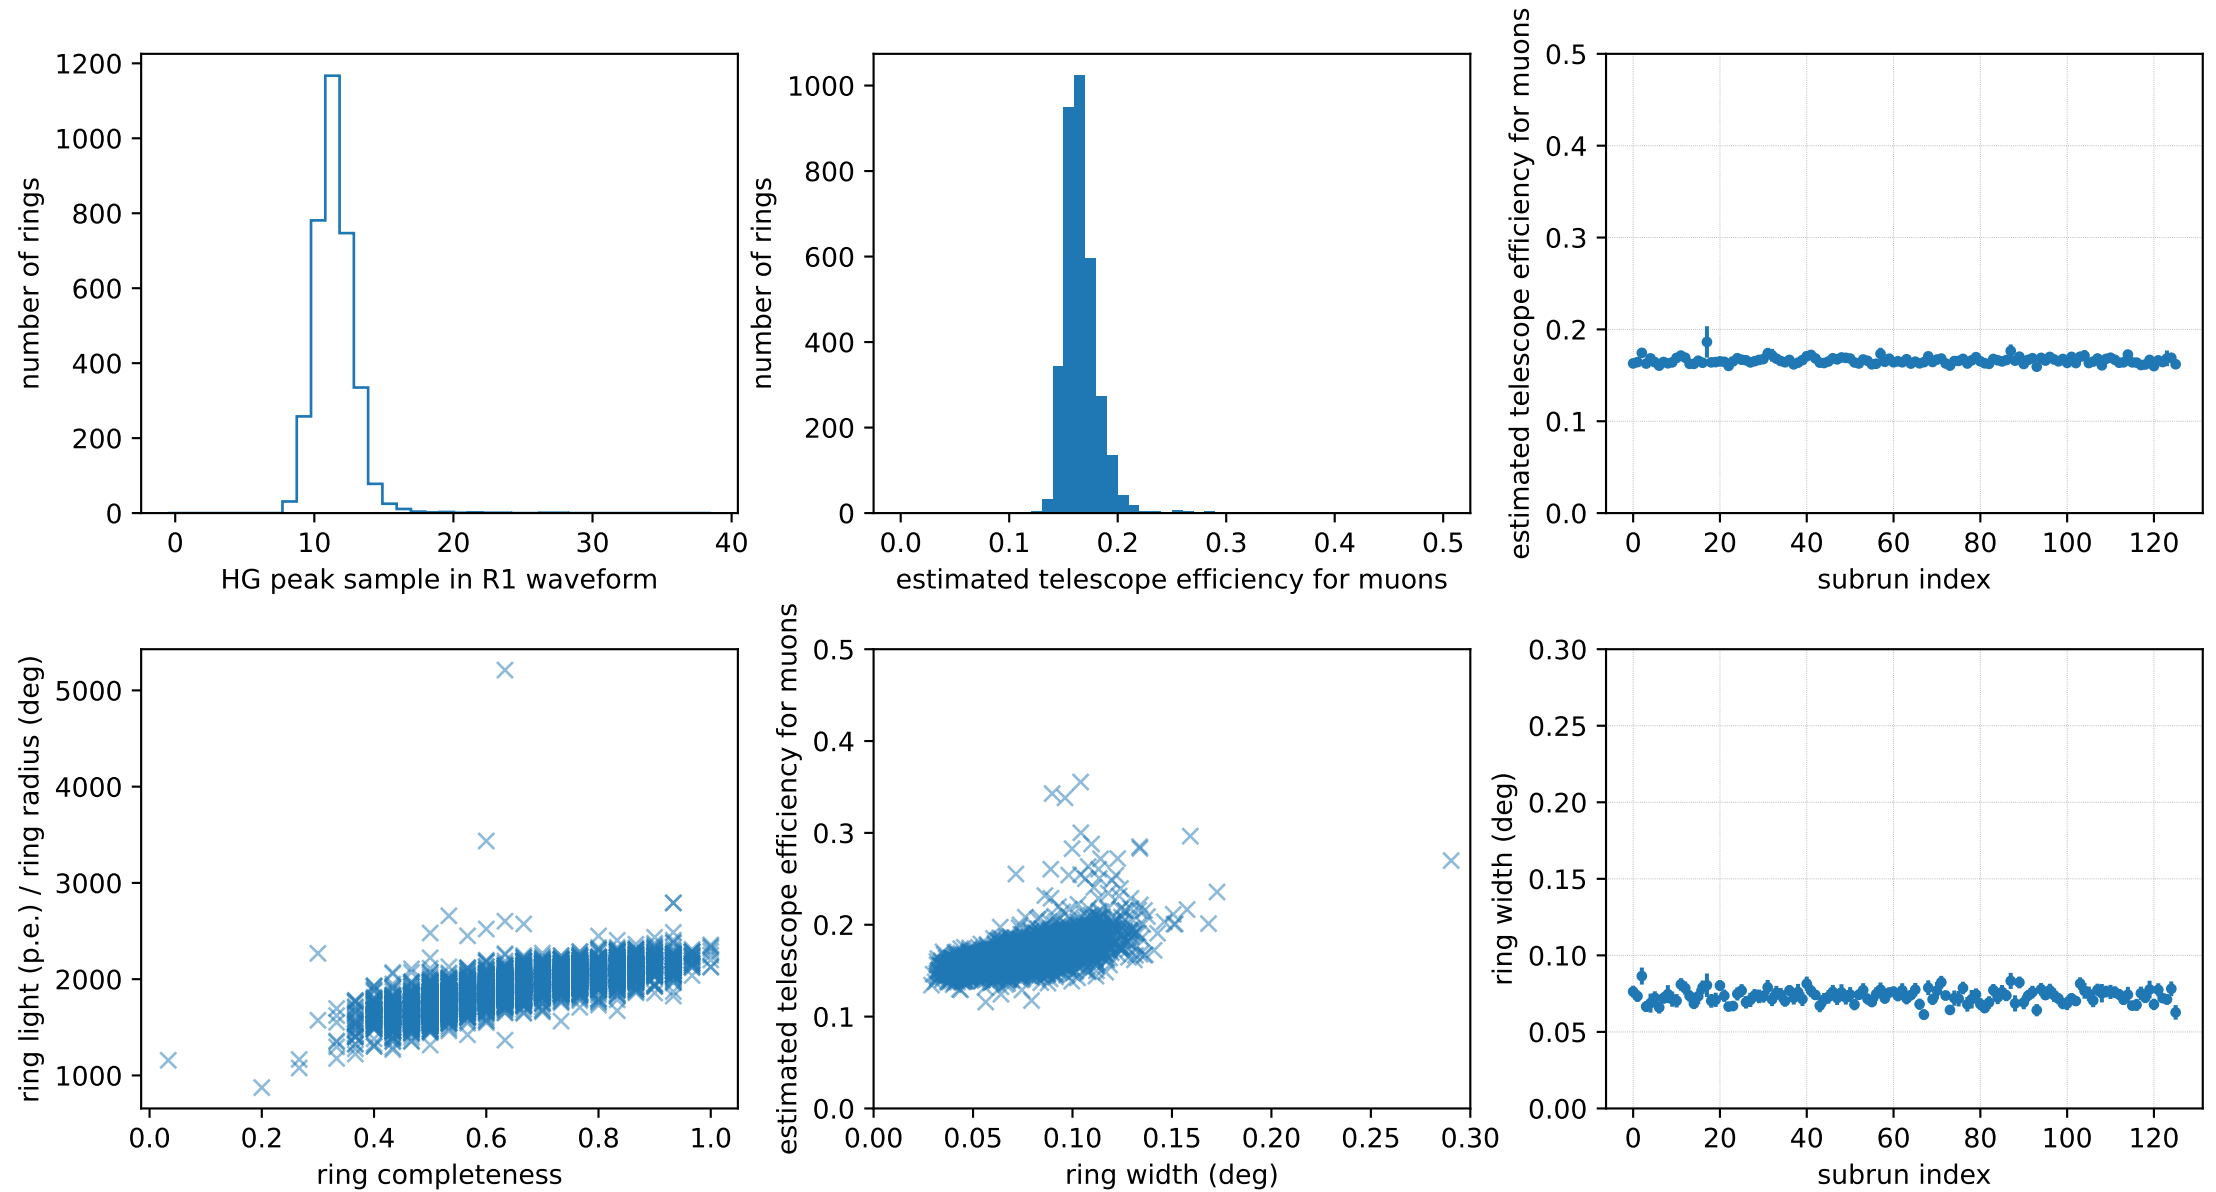 number of rings
1200
1000
800
600
400
200
0
0 10 20 30 40
HG peak sample in R1 waveform
number of rings
1000
800
600
400
200
0
0.0 0.1 0.2 0.3 0.4 0.5
estimated telescope efficiency for muons
estimated telescope efficiency for muons
0.5
0.4
0.3
0.2
0.1
0.0
0 20 40 60 80 100 120
subrun index
ring light (p.e.) / ring radius (deg)
5000
4000
3000
2000
1000
0.0 0.2 0.4 0.6 0.8 1.0
ring completeness
estimated telescope efficiency for muons
0.5
0.4
0.3
0.2
0.1
0.0
0.00 0.05 0.10 0.15 0.20 0.25 0.30
ring width (deg)
ring width (deg)
0.30
0.25
0.20
0.15
0.10
0.05
0.00
0 20 40 60 80 100 120
subrun index